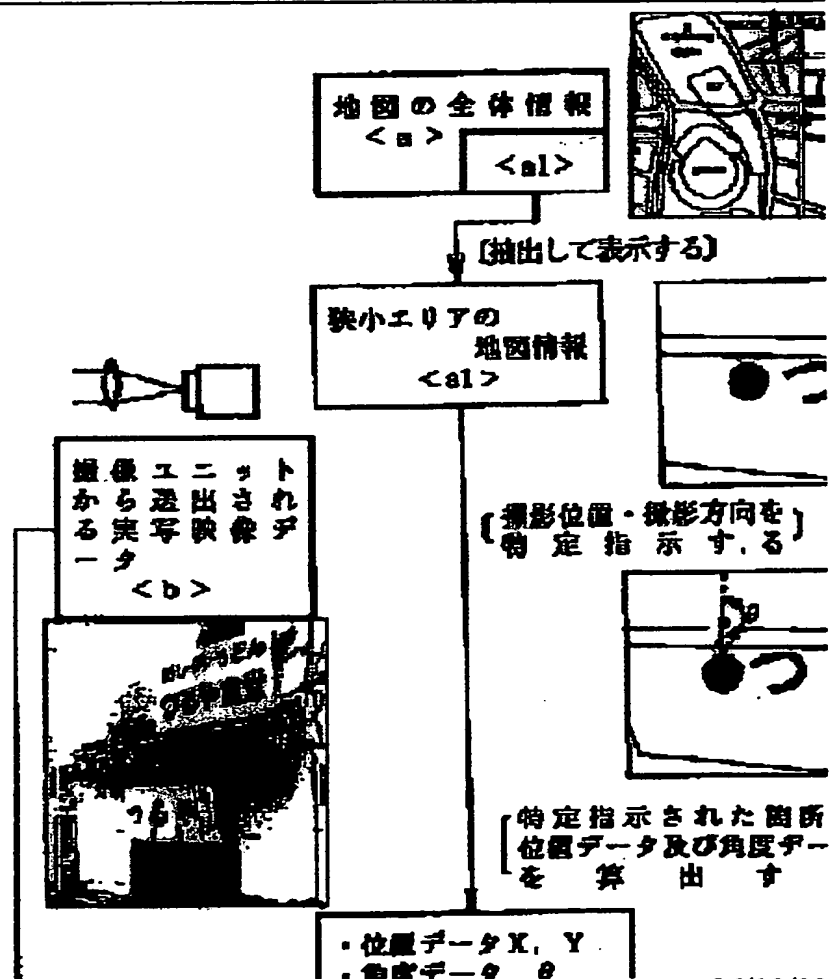 地図の全体情報
<a>
<a1>
〔抽出して表示する〕
狭小エリアの
地図情報
<a1>
撮像ユニット
から送出され
る実写映像デ
ータ
<b>
撮影位置・撮影方向を
特定指示する
θ
特定指示された箇所
位置データ及び角度デー
を算出す
・位置データX, Y
・角度データ θ